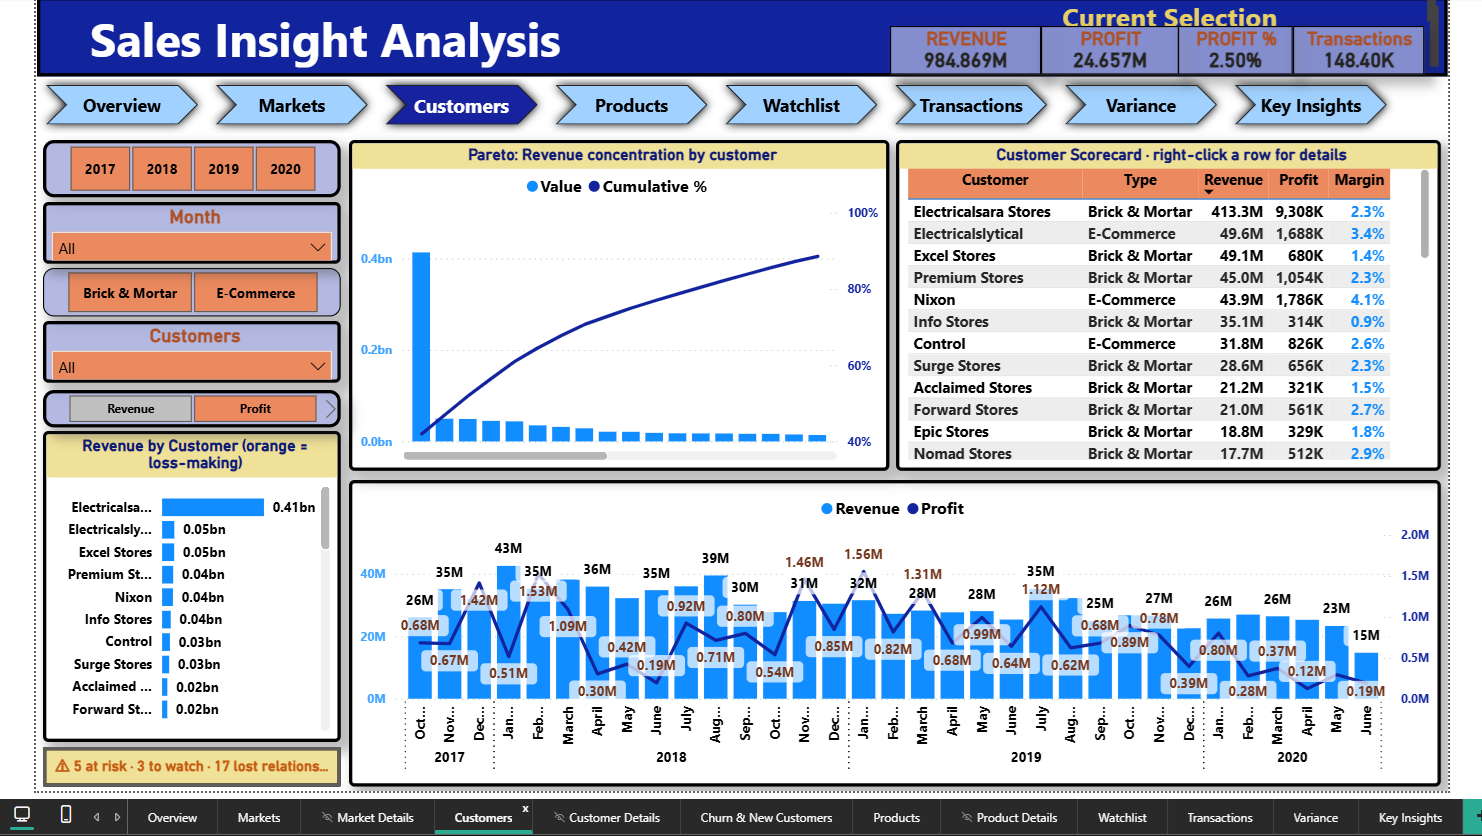 Sales Insight Analysis
Current Selection
REVENUE
984.869M
PROFIT
24.657M
PROFIT %
2.50%
Transactions
148.40K
Overview
Markets
Customers
Products
Watchlist
Transactions
Variance
Key Insights
2017
2018
2019
2020
Month
All
Brick & Mortar
E-Commerce
Customers
All
Revenue
Profit
Revenue by Customer (orange =
loss-making)
Electricalsa... 0.41bn
Electricalsly... 0.05bn
Excel Stores 0.05bn
Premium St... 0.04bn
Nixon 0.04bn
Info Stores 0.04bn
Control 0.03bn
Surge Stores 0.03bn
Acclaimed ... 0.02bn
Forward St... 0.02bn
⚠ 5 at risk · 3 to watch · 17 lost relations...
Pareto: Revenue concentration by customer
Value Cumulative %
100%
0.4bn
80%
0.2bn
60%
0.0bn
40%
Customer Scorecard · right-click a row for details
Customer Type Revenue Profit Margin
Electricalsara Stores Brick & Mortar 413.3M 9,308K 2.3%
Electricalslytical E-Commerce 49.6M 1,688K 3.4%
Excel Stores Brick & Mortar 49.1M 680K 1.4%
Premium Stores Brick & Mortar 45.0M 1,054K 2.3%
Nixon E-Commerce 43.9M 1,786K 4.1%
Info Stores Brick & Mortar 35.1M 314K 0.9%
Control E-Commerce 31.8M 826K 2.6%
Surge Stores Brick & Mortar 28.6M 656K 2.3%
Acclaimed Stores Brick & Mortar 21.2M 321K 1.5%
Forward Stores Brick & Mortar 21.0M 561K 2.7%
Epic Stores Brick & Mortar 18.8M 329K 1.8%
Nomad Stores Brick & Mortar 17.7M 512K 2.9%
Revenue Profit
40M
20M
0M
2.0M
1.5M
1.0M
0.5M
0.0M
26M
35M
43M
35M
36M
35M
39M
30M
31M
32M
28M
28M
35M
25M
27M
26M
26M
23M
15M
0.68M
0.67M
1.42M
0.51M
1.53M
1.09M
0.30M
0.42M
0.19M
0.92M
0.71M
0.80M
0.54M
1.46M
0.85M
1.56M
0.82M
1.31M
0.68M
0.99M
0.64M
1.12M
0.62M
0.68M
0.89M
0.78M
0.39M
0.80M
0.28M
0.37M
0.12M
0.19M
Oct...
Nov...
Dec...
Jan...
Feb...
March
April
May
June
July
Aug...
Sep...
Oct...
Nov...
Dec...
Jan...
Feb...
March
April
May
June
July
Aug...
Sep...
Oct...
Nov...
Dec...
Jan...
Feb...
March
April
May
June
2017
2018
2019
2020
Overview
Markets
Market Details
Customers
x
Customer Details
Churn & New Customers
Products
Product Details
Watchlist
Transactions
Variance
Key Insights